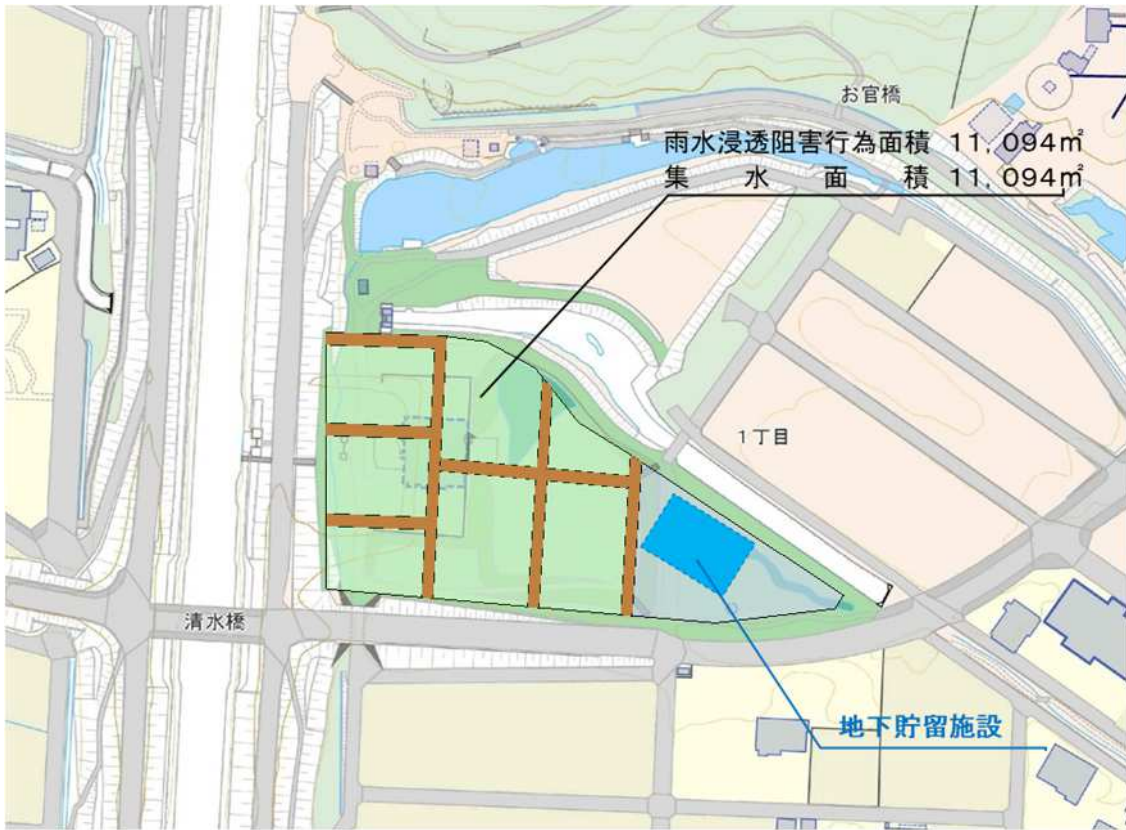 お官橋
雨水浸透阻害行為面積 11,094㎡
集水面積 11,094㎡
1丁目
清水橋
地下貯留施設